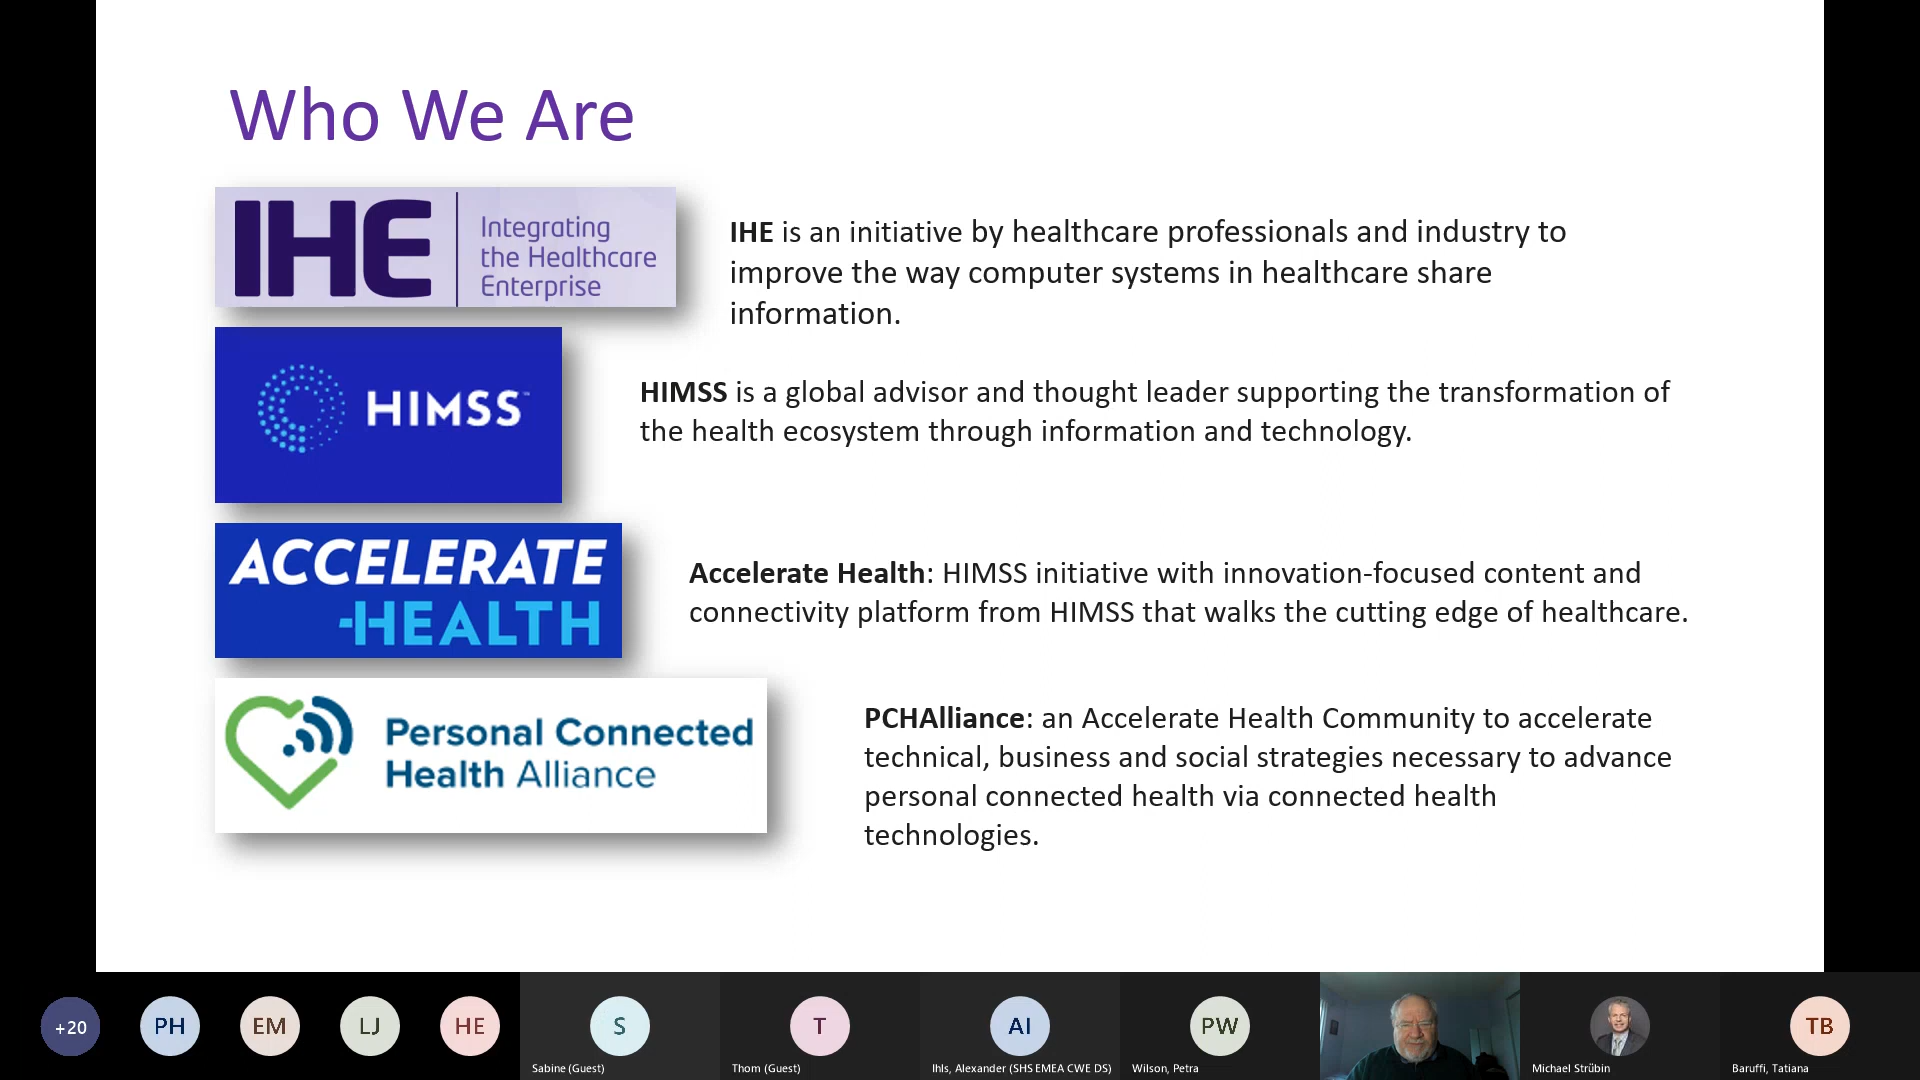 Who We Are
IHE
Integrating
the Healthcare
Enterprise
IHE is an initiative by healthcare professionals and industry to
improve the way computer systems in healthcare share
information.
HIMSS™
HIMSS is a global advisor and thought leader supporting the transformation of
the health ecosystem through information and technology.
ACCELERATE
-HEALTH
Accelerate Health: HIMSS initiative with innovation-focused content and
connectivity platform from HIMSS that walks the cutting edge of healthcare.
Personal Connected
Health Alliance
PCHAlliance: an Accelerate Health Community to accelerate
technical, business and social strategies necessary to advance
personal connected health via connected health
technologies.
+20
PH
EM
LJ
HE
S
Sabine (Guest)
T
Thom (Guest)
AI
Ihls, Alexander (SHS EMEA CWE DS)
PW
Wilson, Petra
Michael Strübin
TB
Baruffi, Tatiana